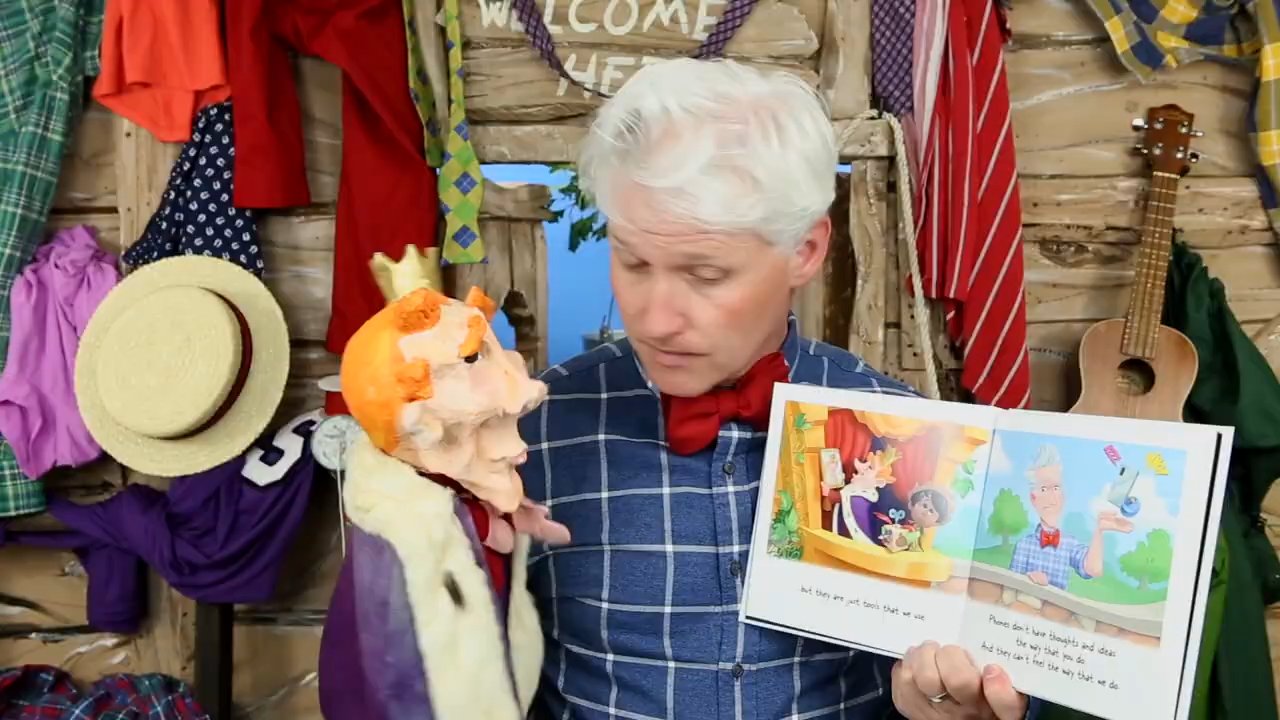 WELCOME
HE
S
...but they are just tools that we use.
Phones don't have thoughts and ideas
the way that you do.
And they can't feel the way that we do.